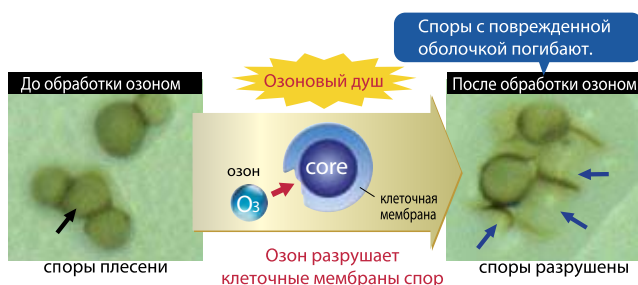 Споры с поврежденной
оболочкой погибают.
До обработки озоном
Озоновый душ
После обработки озоном
озон
O3
core
клеточная
мембрана
споры плесени
Озон разрушает
клеточные мембраны спор
споры разрушены